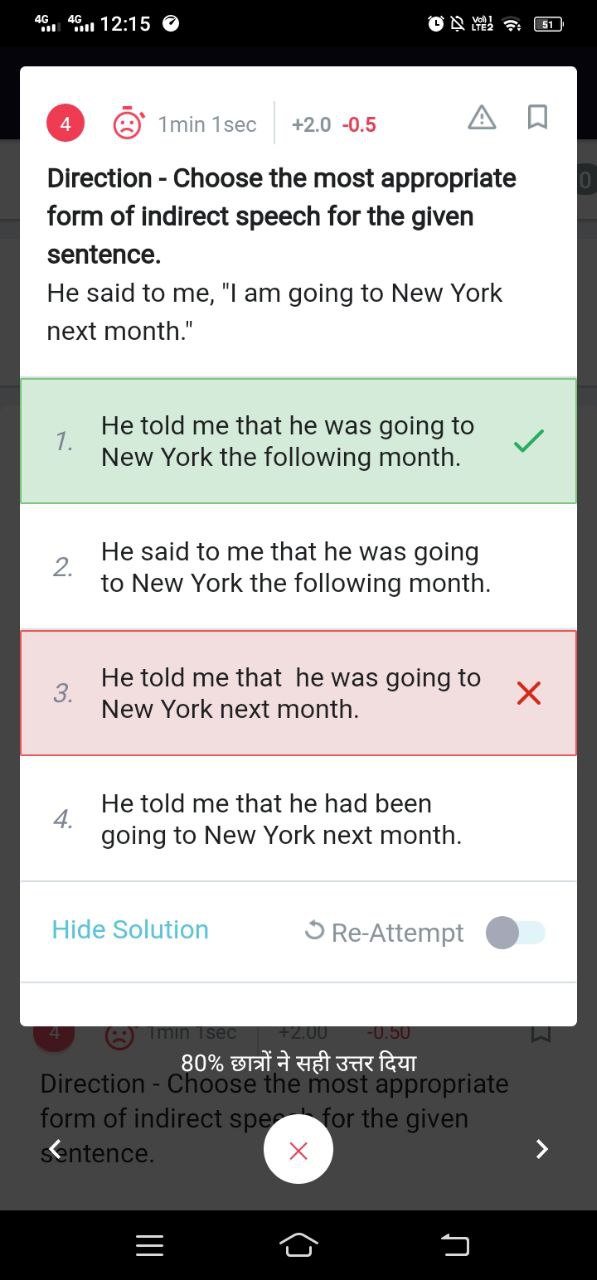 4G 4G 12:15 Vol) 1 LTE2 51
4 1min 1sec +2.0 -0.5
0
Direction - Choose the most appropriate
form of indirect speech for the given
sentence.
He said to me, "I am going to New York
next month."
1. He told me that he was going to
New York the following month.
2. He said to me that he was going
to New York the following month.
3. He told me that  he was going to
New York next month.
4. He told me that he had been
going to New York next month.
Hide Solution Re-Attempt
4 1min 1sec +2.00 -0.50
80% छात्रों ने सही उत्तर दिया
Direction - Choose the most appropriate
form of indirect speech for the given
sentence.